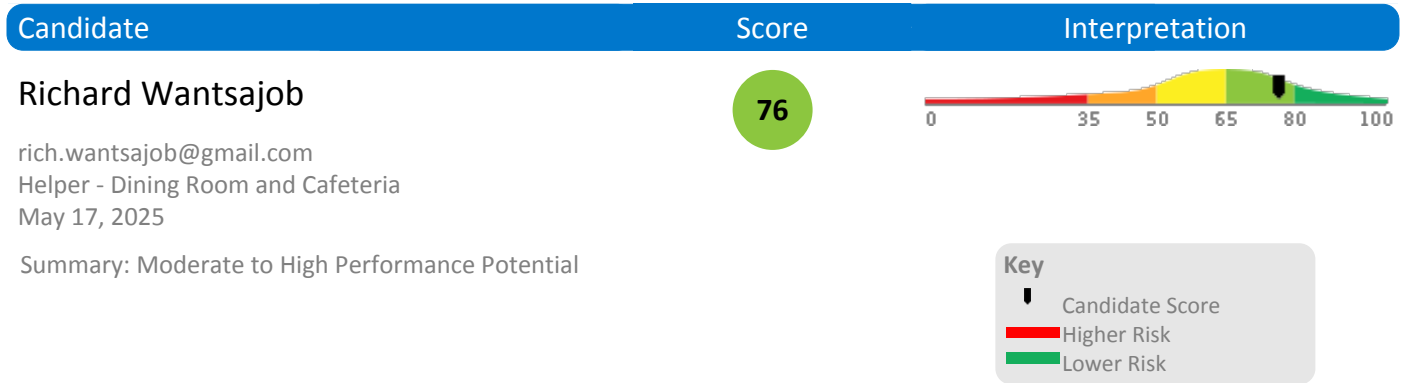 Candidate Score Interpretation
Richard Wantsajob
76
0 35 50 65 80 100
rich.wantsajob@gmail.com
Helper - Dining Room and Cafeteria
May 17, 2025
Summary: Moderate to High Performance Potential
Key
Candidate Score
Higher Risk
Lower Risk